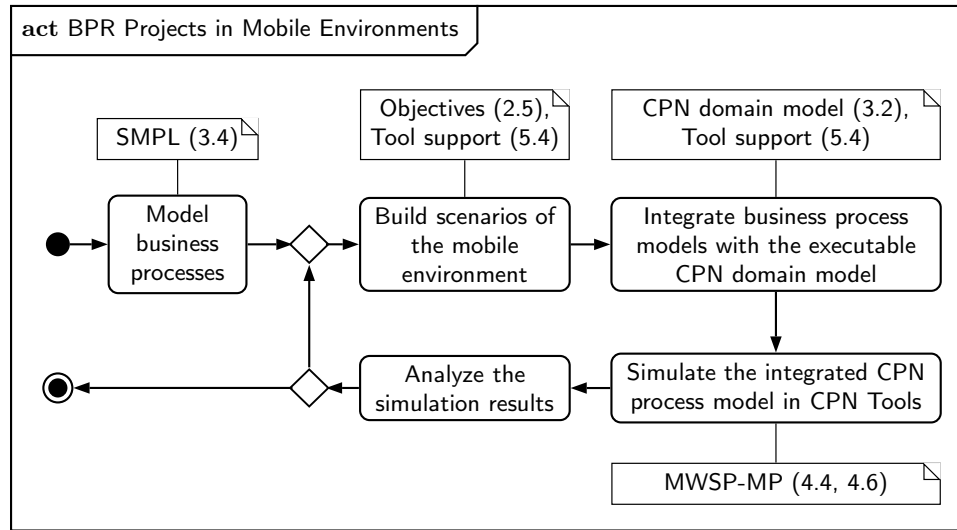 act BPR Projects in Mobile Environments
SMPL (3.4)
Objectives (2.5),
Tool support (5.4)
CPN domain model (3.2),
Tool support (5.4)
Model
business
processes
Build scenarios of
the mobile
environment
Integrate business process
models with the executable
CPN domain model
Analyze the
simulation results
Simulate the integrated CPN
process model in CPN Tools
MWSP-MP (4.4, 4.6)